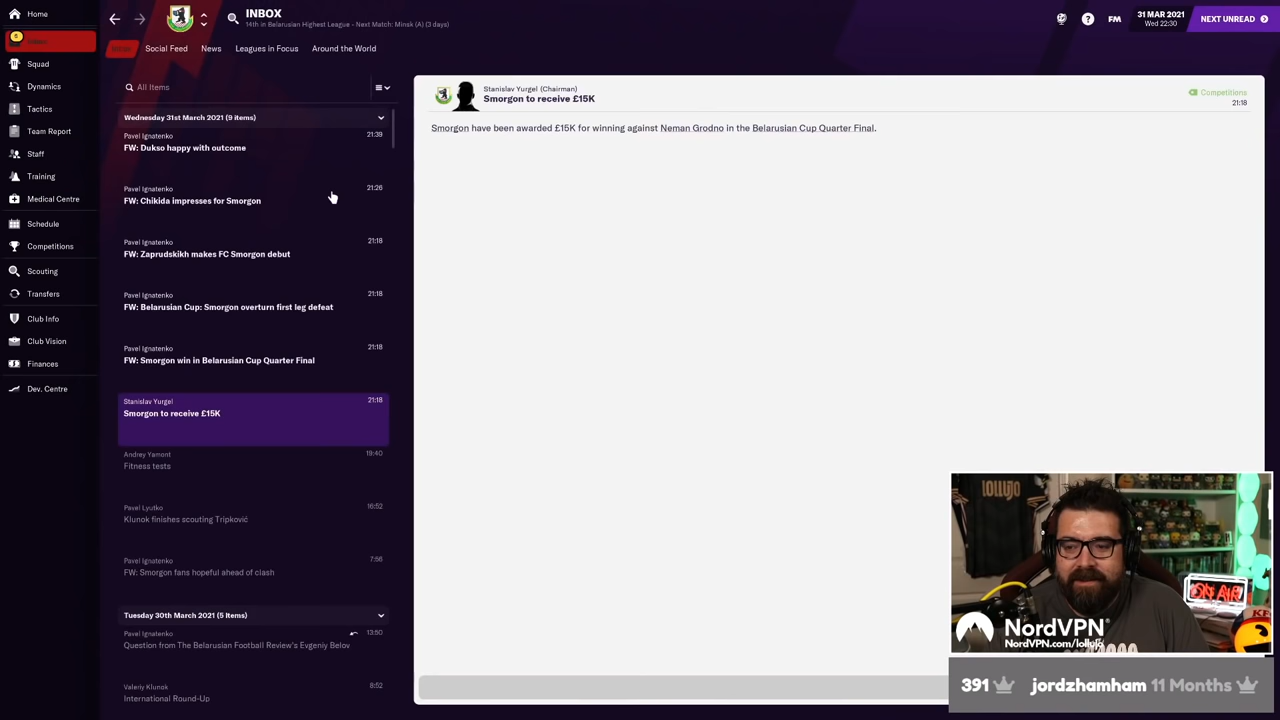 Home
INBOX
14th in Belarusian Highest League - Next Match: Minsk (A) (3 days)
FM
31 MAR 2021
Wed 22:30
NEXT UNREAD
6
Squad
Dynamics
Tactics
Team Report
Staff
Training
Medical Centre
Schedule
Competitions
Scouting
Transfers
Club Info
Club Vision
Finances
Dev. Centre
Social Feed
News
Leagues in Focus
Around the World
All Items
Wednesday 31st March 2021 (9 items)
Pavel Ignatenko 21:39
FW: Dukso happy with outcome
Pavel Ignatenko 21:26
FW: Chikida impresses for Smorgon
Pavel Ignatenko 21:18
FW: Zaprudskikh makes FC Smorgon debut
Pavel Ignatenko 21:18
FW: Belarusian Cup: Smorgon overturn first leg defeat
Pavel Ignatenko 21:18
FW: Smorgon win in Belarusian Cup Quarter Final
Stanislav Yurgel 21:18
Smorgon to receive £15K
Andrey Yamont 19:40
Fitness tests
Pavel Lyutko 16:52
Klunok finishes scouting Tripković
Pavel Ignatenko 7:56
FW: Smorgon fans hopeful ahead of clash
Tuesday 30th March 2021 (5 items)
Pavel Ignatenko 13:50
Question from The Belarusian Football Review's Evgeniy Belov
Valeriy Klunok 8:52
International Round-Up
Stanislav Yurgel (Chairman)
Smorgon to receive £15K
Competitions
21:18
Smorgon have been awarded £15K for winning against Neman Grodno in the Belarusian Cup Quarter Final.
LOLLUJO
ON AIR
NordVPN®
NordVPN.com/lollujo
391 jordzhamham 11 Months